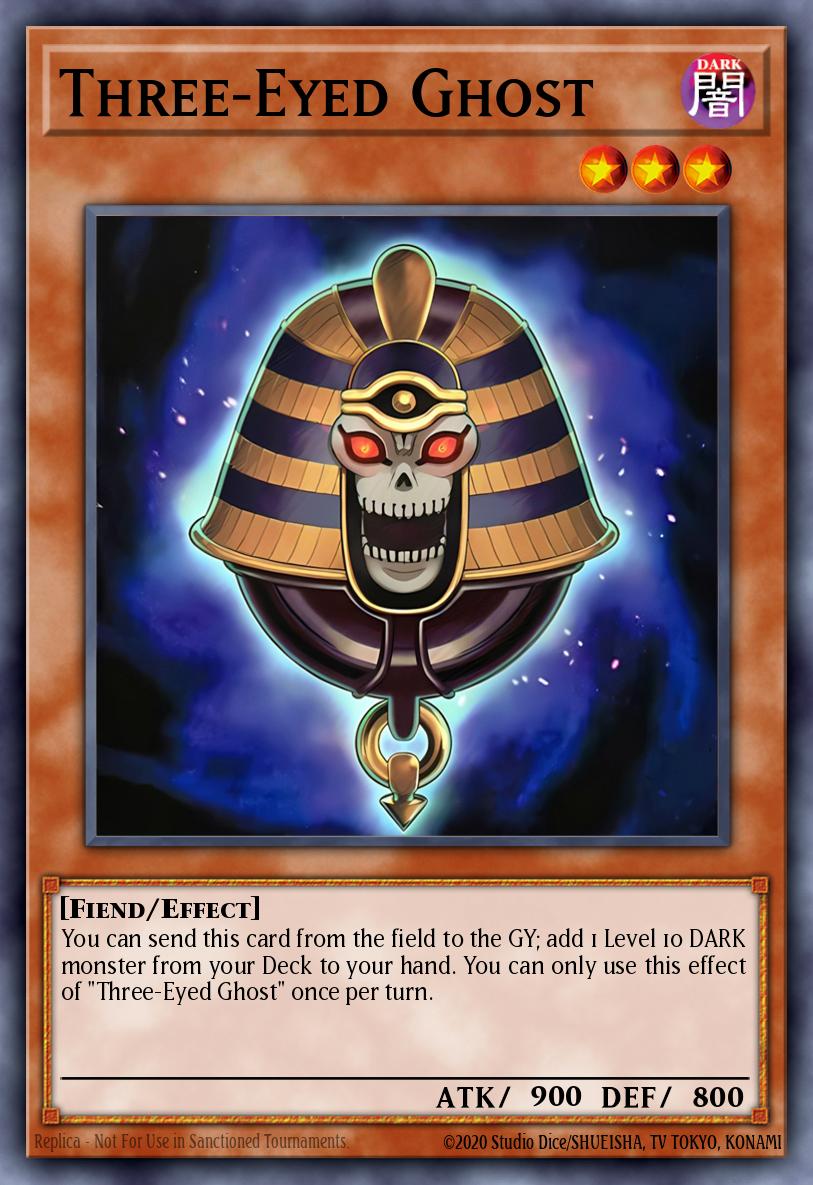 Three-Eyed Ghost
DARK
闇
[Fiend/Effect]
You can send this card from the field to the GY; add 1 Level 10 DARK
monster from your Deck to your hand. You can only use this effect
of "Three-Eyed Ghost" once per turn.
ATK/ 900 DEF/ 800
Replica - Not For Use in Sanctioned Tournaments.
©2020 Studio Dice/SHUEISHA, TV TOKYO, KONAMI